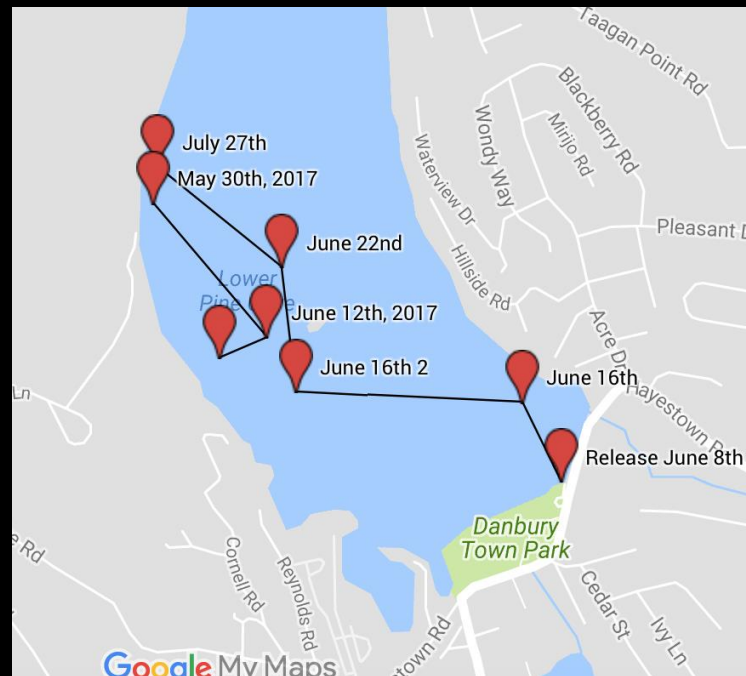 Taagan Point Rd
Blackberry Rd
Mirijo Rd
Wondy Way
Waterview Dr
July 27th
May 30th, 2017
Pleasant
June 22nd
Hillside Rd
Lower
June 12th, 2017
Acre Dr
June 16th 2
June 16th
Ln
Hayestown Rd
Release June 8th
Danbury
Town Park
Rd
Cornell Rd
Reynolds Rd
Cedar St
Ivy Ln
Google My Maps